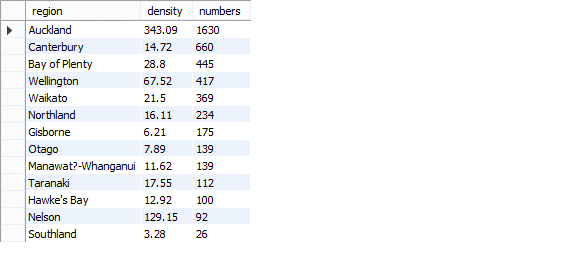 region density numbers
Auckland 343.09 1630
Canterbury 14.72 660
Bay of Plenty 28.8 445
Wellington 67.52 417
Waikato 21.5 369
Northland 16.11 234
Gisborne 6.21 175
Otago 7.89 139
Manawat?-Whanganui 11.62 139
Taranaki 17.55 112
Hawke's Bay 12.92 100
Nelson 129.15 92
Southland 3.28 26